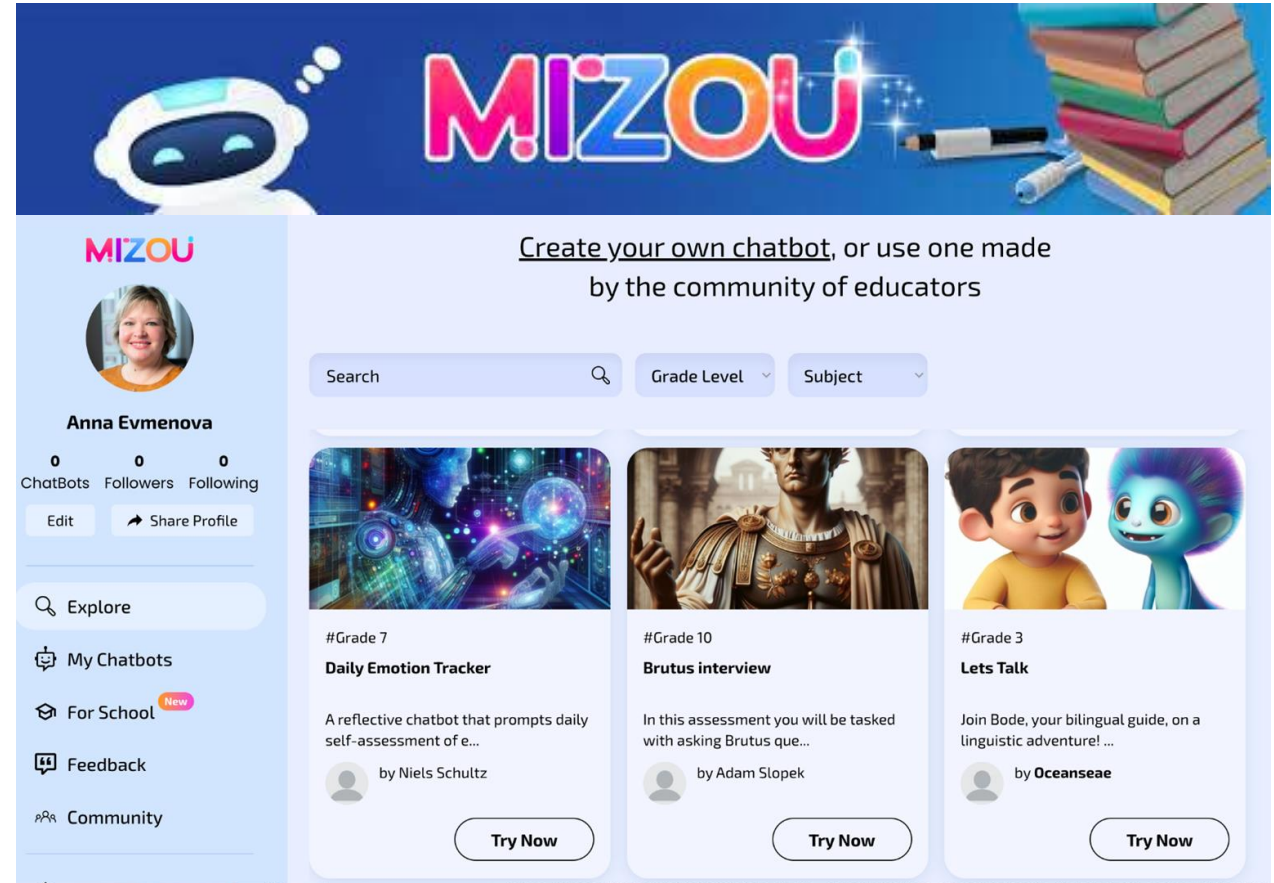 MIZOU
MIZOU
Anna Evmenova
0 0 0
ChatBots Followers Following
Edit Share Profile
Explore
My Chatbots
For School New
Feedback
Community
Create your own chatbot, or use one made
by the community of educators
Search Grade Level Subject
#Grade 7
Daily Emotion Tracker
A reflective chatbot that prompts daily
self-assessment of e...
by Niels Schultz
Try Now
#Grade 10
Brutus interview
In this assessment you will be tasked
with asking Brutus que...
by Adam Slopek
Try Now
#Grade 3
Lets Talk
Join Bode, your bilingual guide, on a
linguistic adventure! ...
by Oceanseae
Try Now